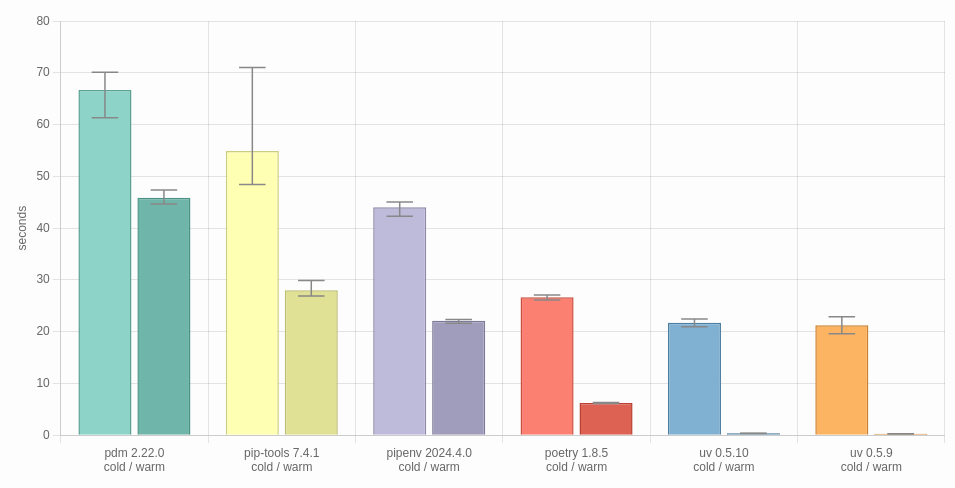 80
70
60
50
40
30
20
10
0
seconds
pdm 2.22.0
cold / warm
pip-tools 7.4.1
cold / warm
pipenv 2024.4.0
cold / warm
poetry 1.8.5
cold / warm
uv 0.5.10
cold / warm
uv 0.5.9
cold / warm